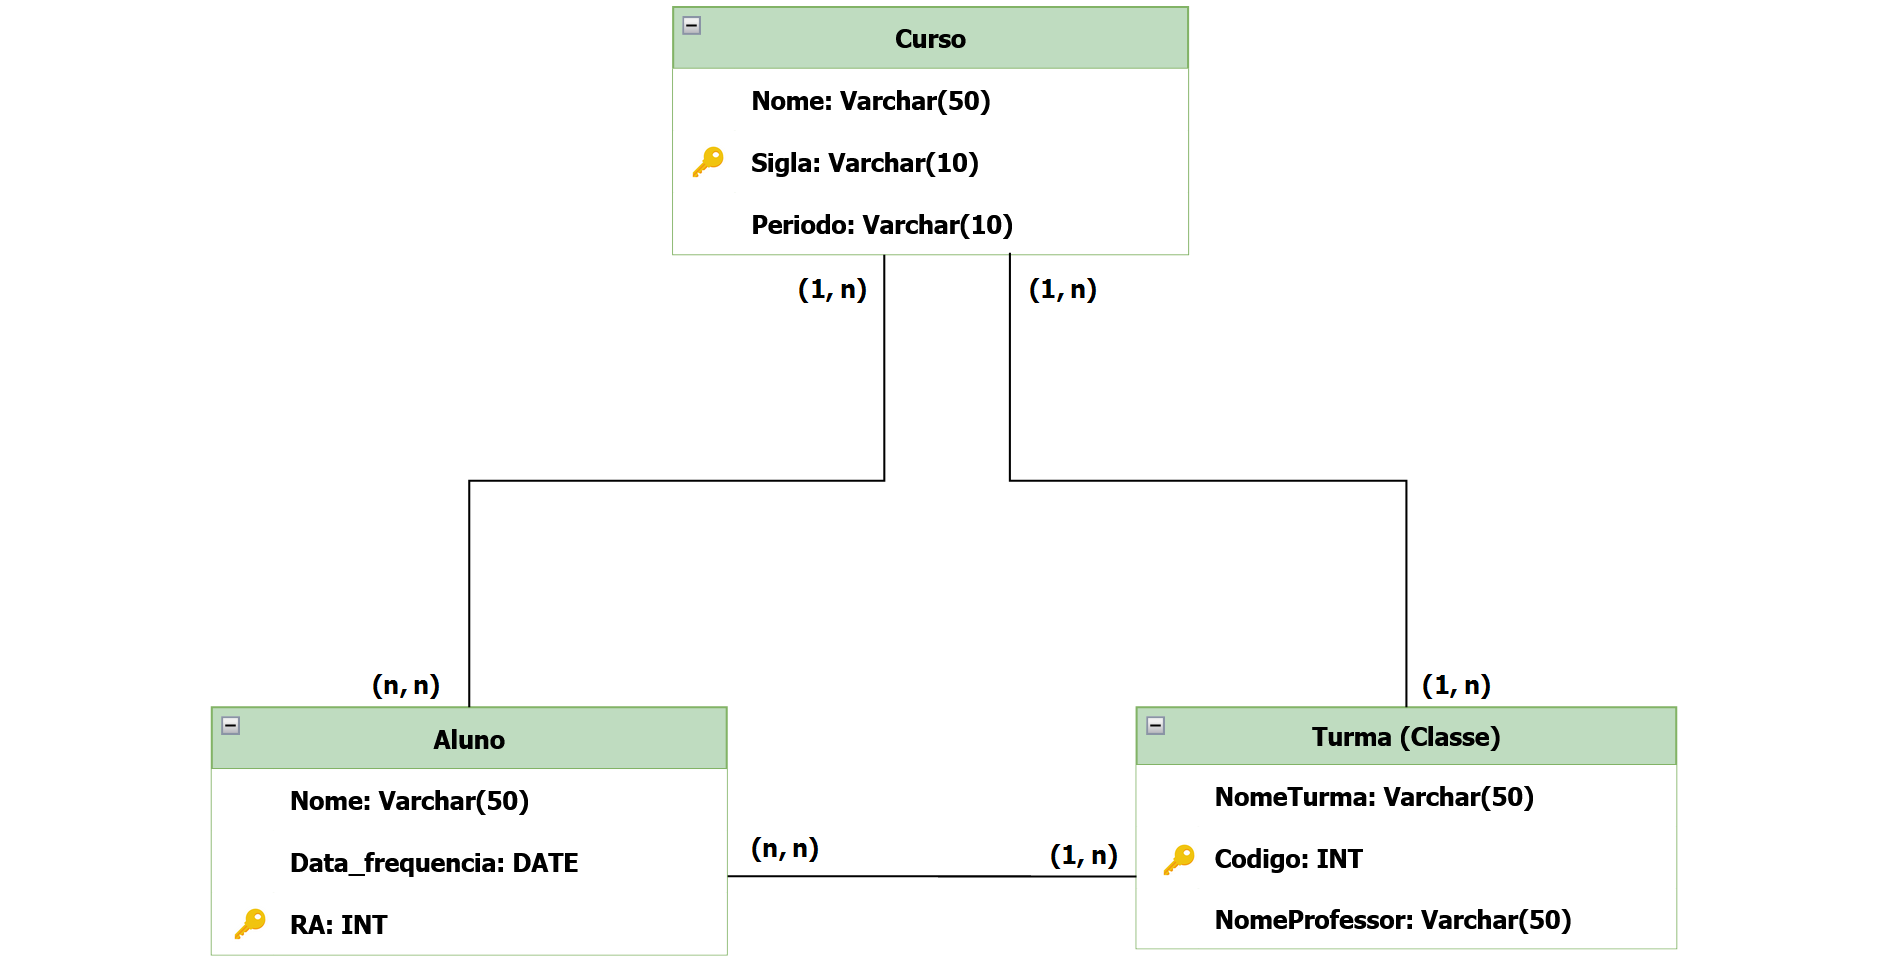 Curso
Nome: Varchar(50)
Sigla: Varchar(10)
Periodo: Varchar(10)
(1, n)
(1, n)
(n, n)
(1, n)
Aluno
Nome: Varchar(50)
Data_frequencia: DATE
RA: INT
(n, n)
(1, n)
Turma (Classe)
NomeTurma: Varchar(50)
Codigo: INT
NomeProfessor: Varchar(50)